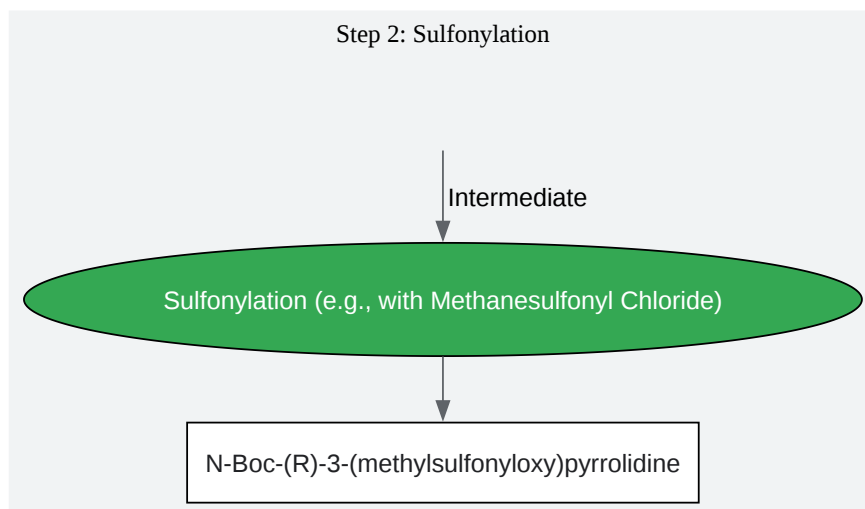 Step 2: Sulfonylation
Intermediate
Sulfonylation (e.g., with Methanesulfonyl Chloride)
N-Boc-(R)-3-(methylsulfonyloxy)pyrrolidine